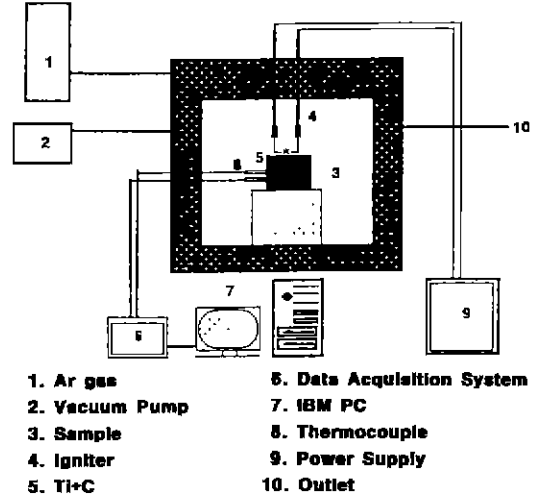 1
2
4
10
5
8
3
7
6
9
1. Ar gas
2. Vacuum Pump
3. Sample
4. Igniter
5. Ti+C
6. Data Acquisition System
7. IBM PC
8. Thermocouple
9. Power Supply
10. Outlet